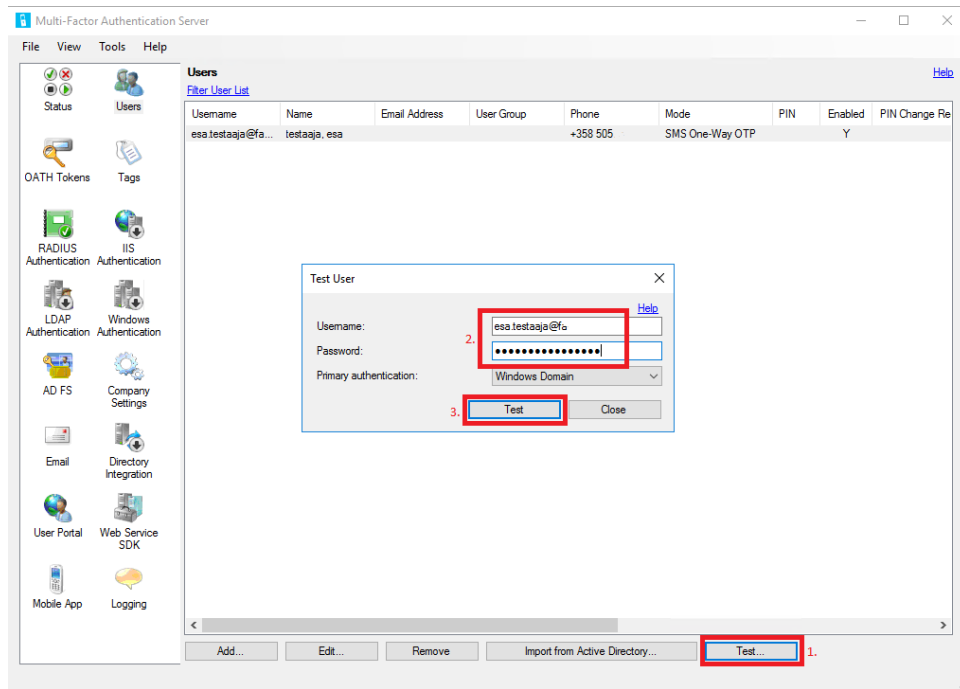 Multi-Factor Authentication Server
File View Tools Help
Status
Users
OATH Tokens
Tags
RADIUS
Authentication
IIS
Authentication
LDAP
Authentication
Windows
Authentication
AD FS
Company
Settings
Email
Directory
Integration
User Portal
Web Service
SDK
Mobile App
Logging
Users
Help
Filter User List
Username Name Email Address User Group Phone Mode PIN Enabled PIN Change Re
esa.testaaja@fa... testaaja, esa +358 505 SMS One-Way OTP Y
Test User
Help
Username: esa.testaaja@fa
2.
Password: ●●●●●●●●●●●●●●●●
Primary authentication: Windows Domain
3. Test Close
Add... Edit... Remove Import from Active Directory... Test... 1.